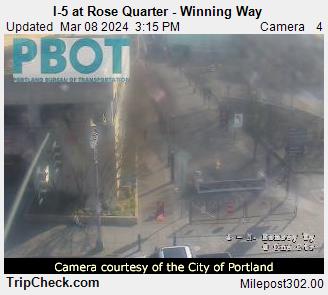 I-5 at Rose Quarter - Winning Way
Updated Mar 08 2024 3:15 PM Camera 4
PBOT
PORTLAND BUREAU OF TRANSPORTATION
Camera courtesy of the City of Portland
TripCheck.com Milepost302.00